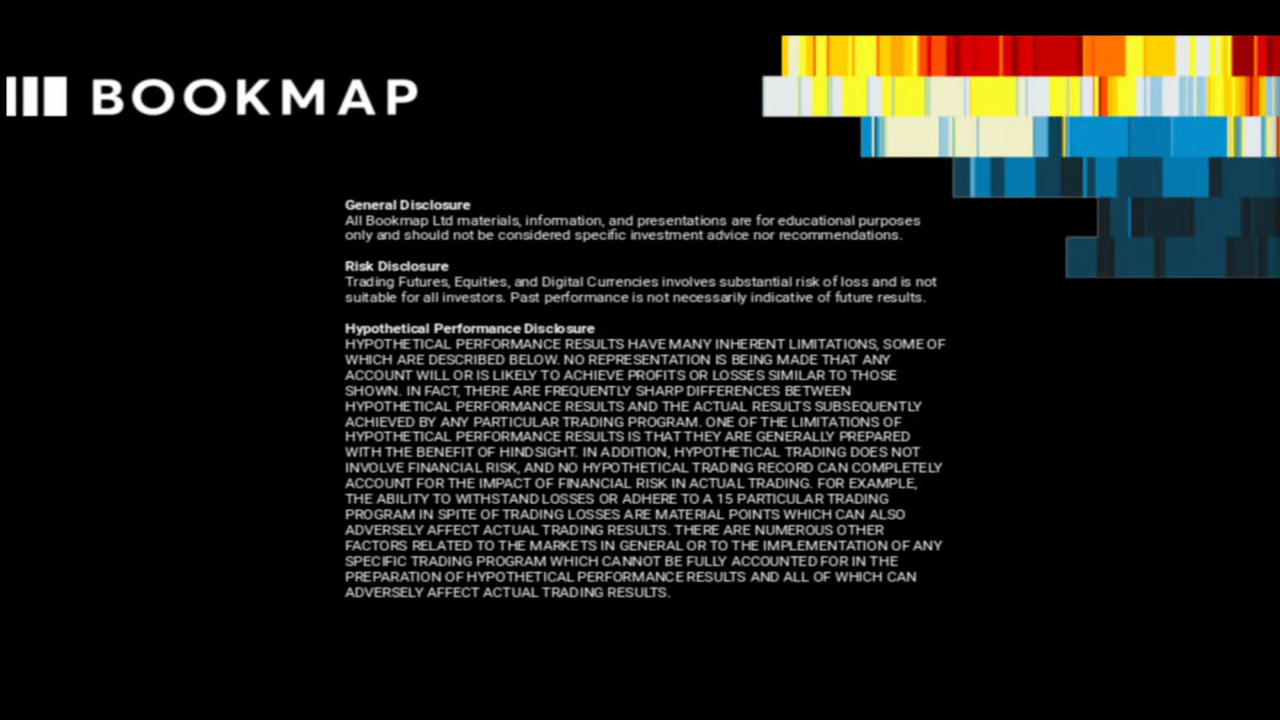 BOOKMAP
General Disclosure
All Bookmap Ltd materials, information, and presentations are for educational purposes
only and should not be considered specific investment advice nor recommendations.
Risk Disclosure
Trading Futures, Equities, and Digital Currencies involves substantial risk of loss and is not
suitable for all investors. Past performance is not necessarily indicative of future results.
Hypothetical Performance Disclosure
HYPOTHETICAL PERFORMANCE RESULTS HAVE MANY INHERENT LIMITATIONS, SOME OF
WHICH ARE DESCRIBED BELOW. NO REPRESENTATION IS BEING MADE THAT ANY
ACCOUNT WILL OR IS LIKELY TO ACHIEVE PROFITS OR LOSSES SIMILAR TO THOSE
SHOWN. IN FACT, THERE ARE FREQUENTLY SHARP DIFFERENCES BETWEEN
HYPOTHETICAL PERFORMANCE RESULTS AND THE ACTUAL RESULTS SUBSEQUENTLY
ACHIEVED BY ANY PARTICULAR TRADING PROGRAM. ONE OF THE LIMITATIONS OF
HYPOTHETICAL PERFORMANCE RESULTS IS THAT THEY ARE GENERALLY PREPARED
WITH THE BENEFIT OF HINDSIGHT. IN ADDITION, HYPOTHETICAL TRADING DOES NOT
INVOLVE FINANCIAL RISK, AND NO HYPOTHETICAL TRADING RECORD CAN COMPLETELY
ACCOUNT FOR THE IMPACT OF FINANCIAL RISK IN ACTUAL TRADING. FOR EXAMPLE,
THE ABILITY TO WITHSTAND LOSSES OR ADHERE TO A 15 PARTICULAR TRADING
PROGRAM IN SPITE OF TRADING LOSSES ARE MATERIAL POINTS WHICH CAN ALSO
ADVERSELY AFFECT ACTUAL TRADING RESULTS. THERE ARE NUMEROUS OTHER
FACTORS RELATED TO THE MARKETS IN GENERAL OR TO THE IMPLEMENTATION OF ANY
SPECIFIC TRADING PROGRAM WHICH CANNOT BE FULLY ACCOUNTED FOR IN THE
PREPARATION OF HYPOTHETICAL PERFORMANCE RESULTS AND ALL OF WHICH CAN
ADVERSELY AFFECT ACTUAL TRADING RESULTS.